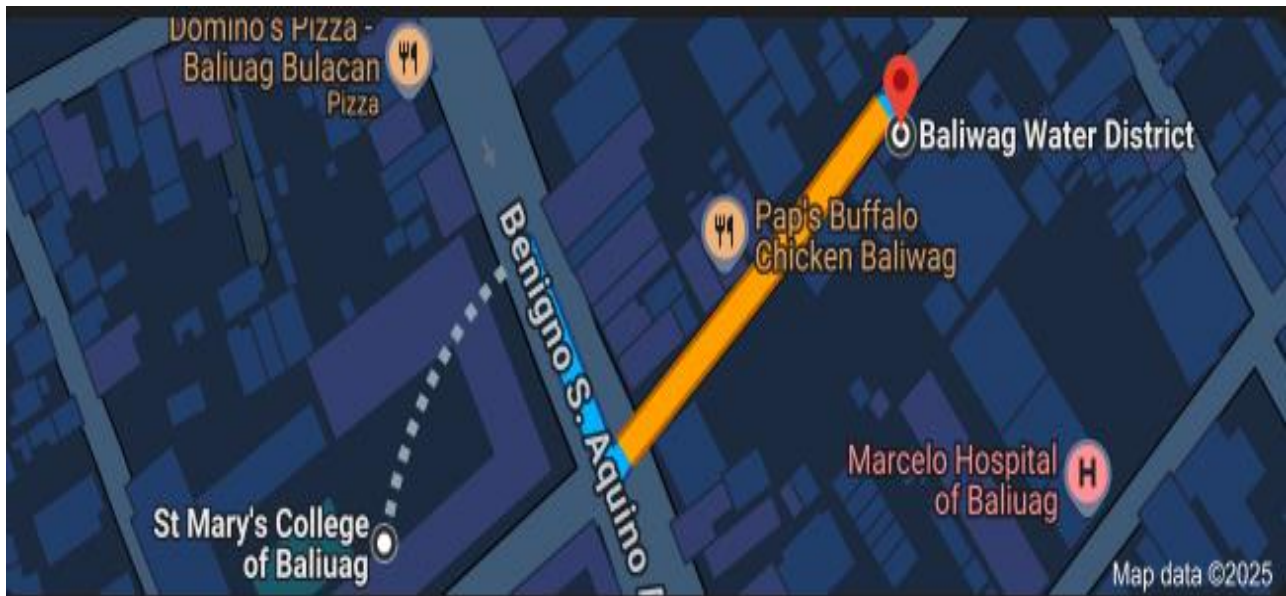 Domino's Pizza -
Baliuag Bulacan
Pizza
Baliwag Water District
Pap's Buffalo
Chicken Baliwag
Benigno S. Aquino
Marcelo Hospital
of Baliuag
H
St Mary's College
of Baliuag
Map data ©2025